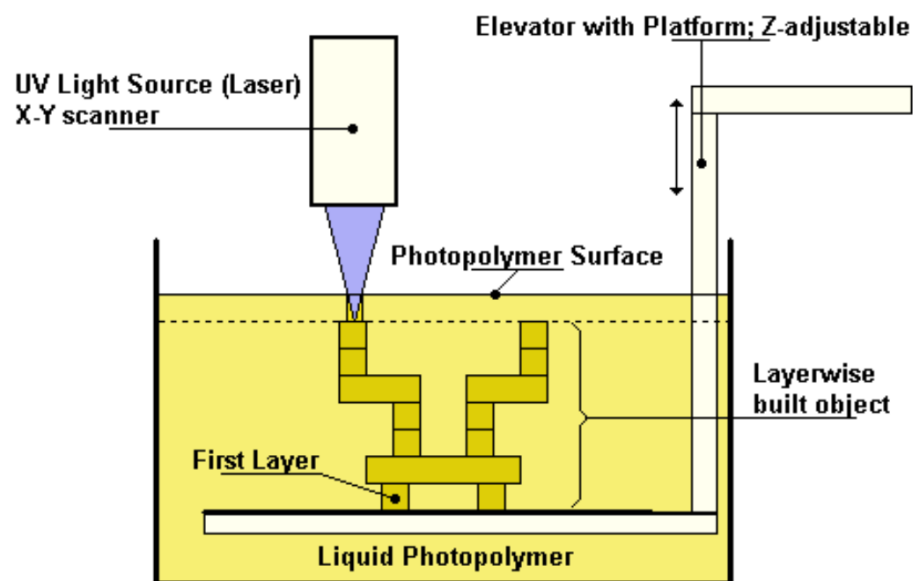 Elevator with Platform; Z-adjustable
UV Light Source (Laser)
X-Y scanner
Photopolymer Surface
Layerwise
built object
First Layer
Liquid Photopolymer